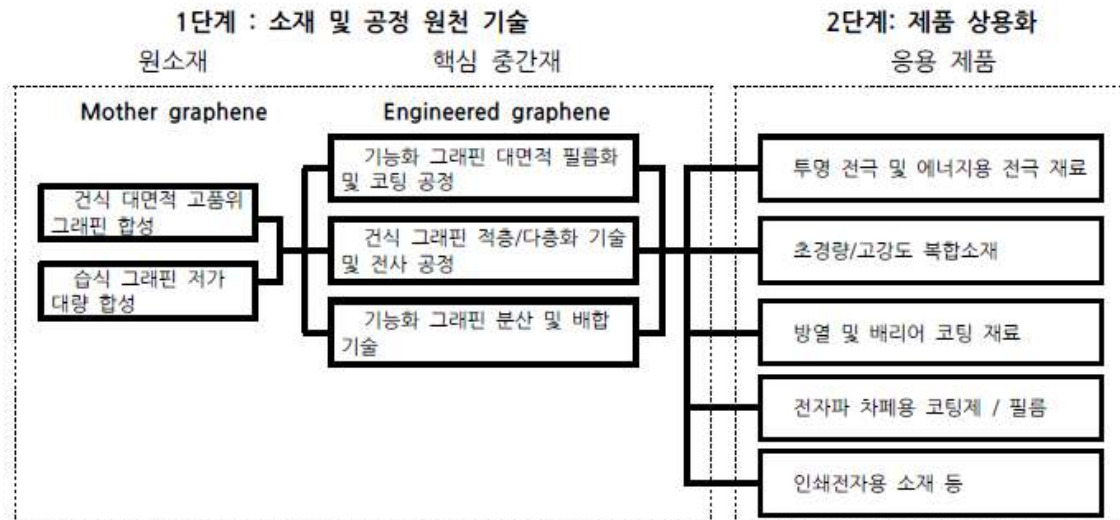 1단계 : 소재 및 공정 원천 기술
2단계: 제품 상용화
원소재
핵심 중간재
응용 제품
Mother graphene
Engineered graphene
건식 대면적 고품위
그래핀 합성
습식 그래핀 저가
대량 합성
기능화 그래핀 대면적 필름화
및 코팅 공정
건식 그래핀 적층/다층화 기술
및 전사 공정
기능화 그래핀 분산 및 배합
기술
투명 전극 및 에너지용 전극 재료
초경량/고강도 복합소재
방열 및 배리어 코팅 재료
전자파 차폐용 코팅제 / 필름
인쇄전자용 소재 등